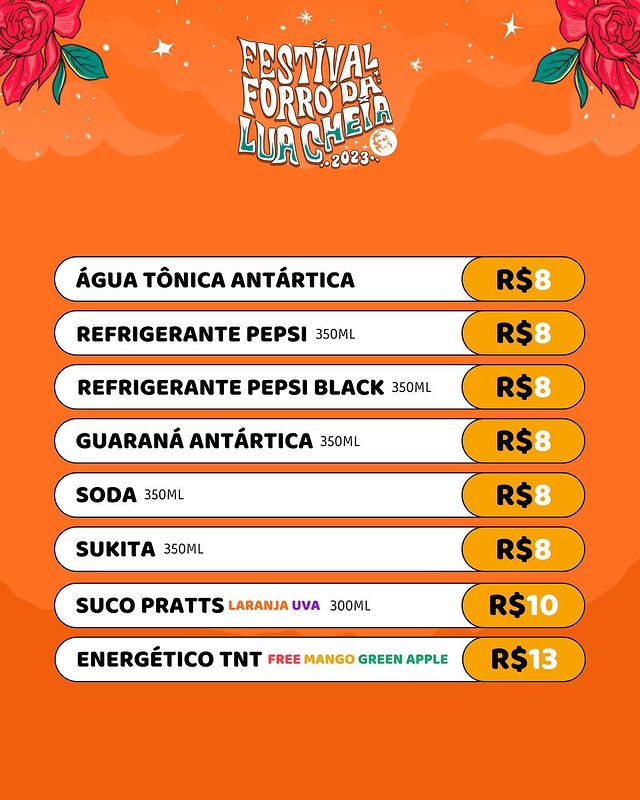 FESTIVAL
FORRÓ DA
LUA CHEIA
2023
ÁGUA TÔNICA ANTÁRTICA R$8
REFRIGERANTE PEPSI 350ML R$8
REFRIGERANTE PEPSI BLACK 350ML R$8
GUARANÁ ANTÁRTICA 350ML R$8
SODA 350ML R$8
SUKITA 350ML R$8
SUCO PRATTS LARANJA UVA 300ML R$10
ENERGÉTICO TNT FREE MANGO GREEN APPLE R$13